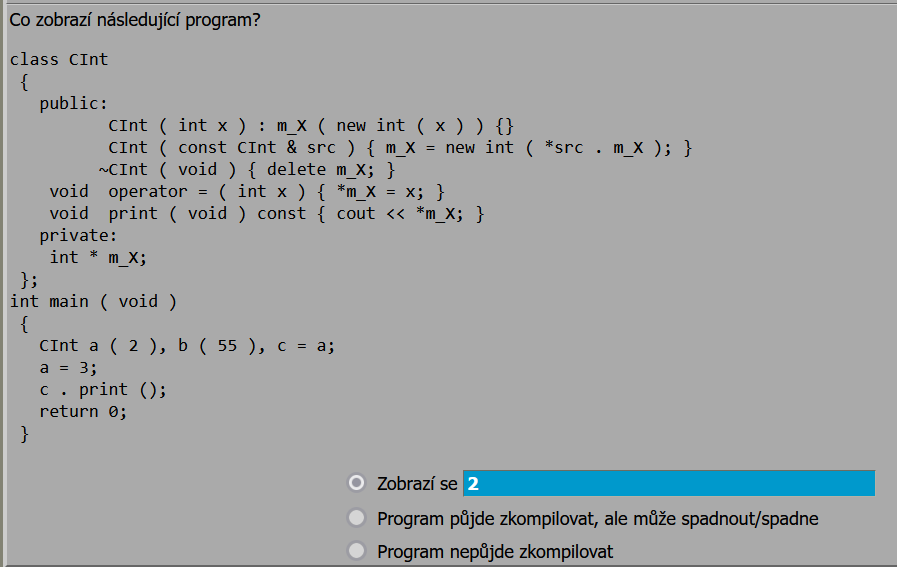 Co zobrazí následující program?
class CInt
 {
   public:
          CInt ( int x ) : m_X ( new int ( x ) ) {}
          CInt ( const CInt & src ) { m_X = new int ( *src . m_X ); }
         ~CInt ( void ) { delete m_X; }
    void  operator = ( int x ) { *m_X = x; }
    void  print ( void ) const { cout << *m_X; }
   private:
    int * m_X;
 };
int main ( void )
 {
   CInt a ( 2 ), b ( 55 ), c = a;
   a = 3;
   c . print ();
   return 0;
 }
Zobrazí se 2
Program půjde zkompilovat, ale může spadnout/spadne
Program nepůjde zkompilovat